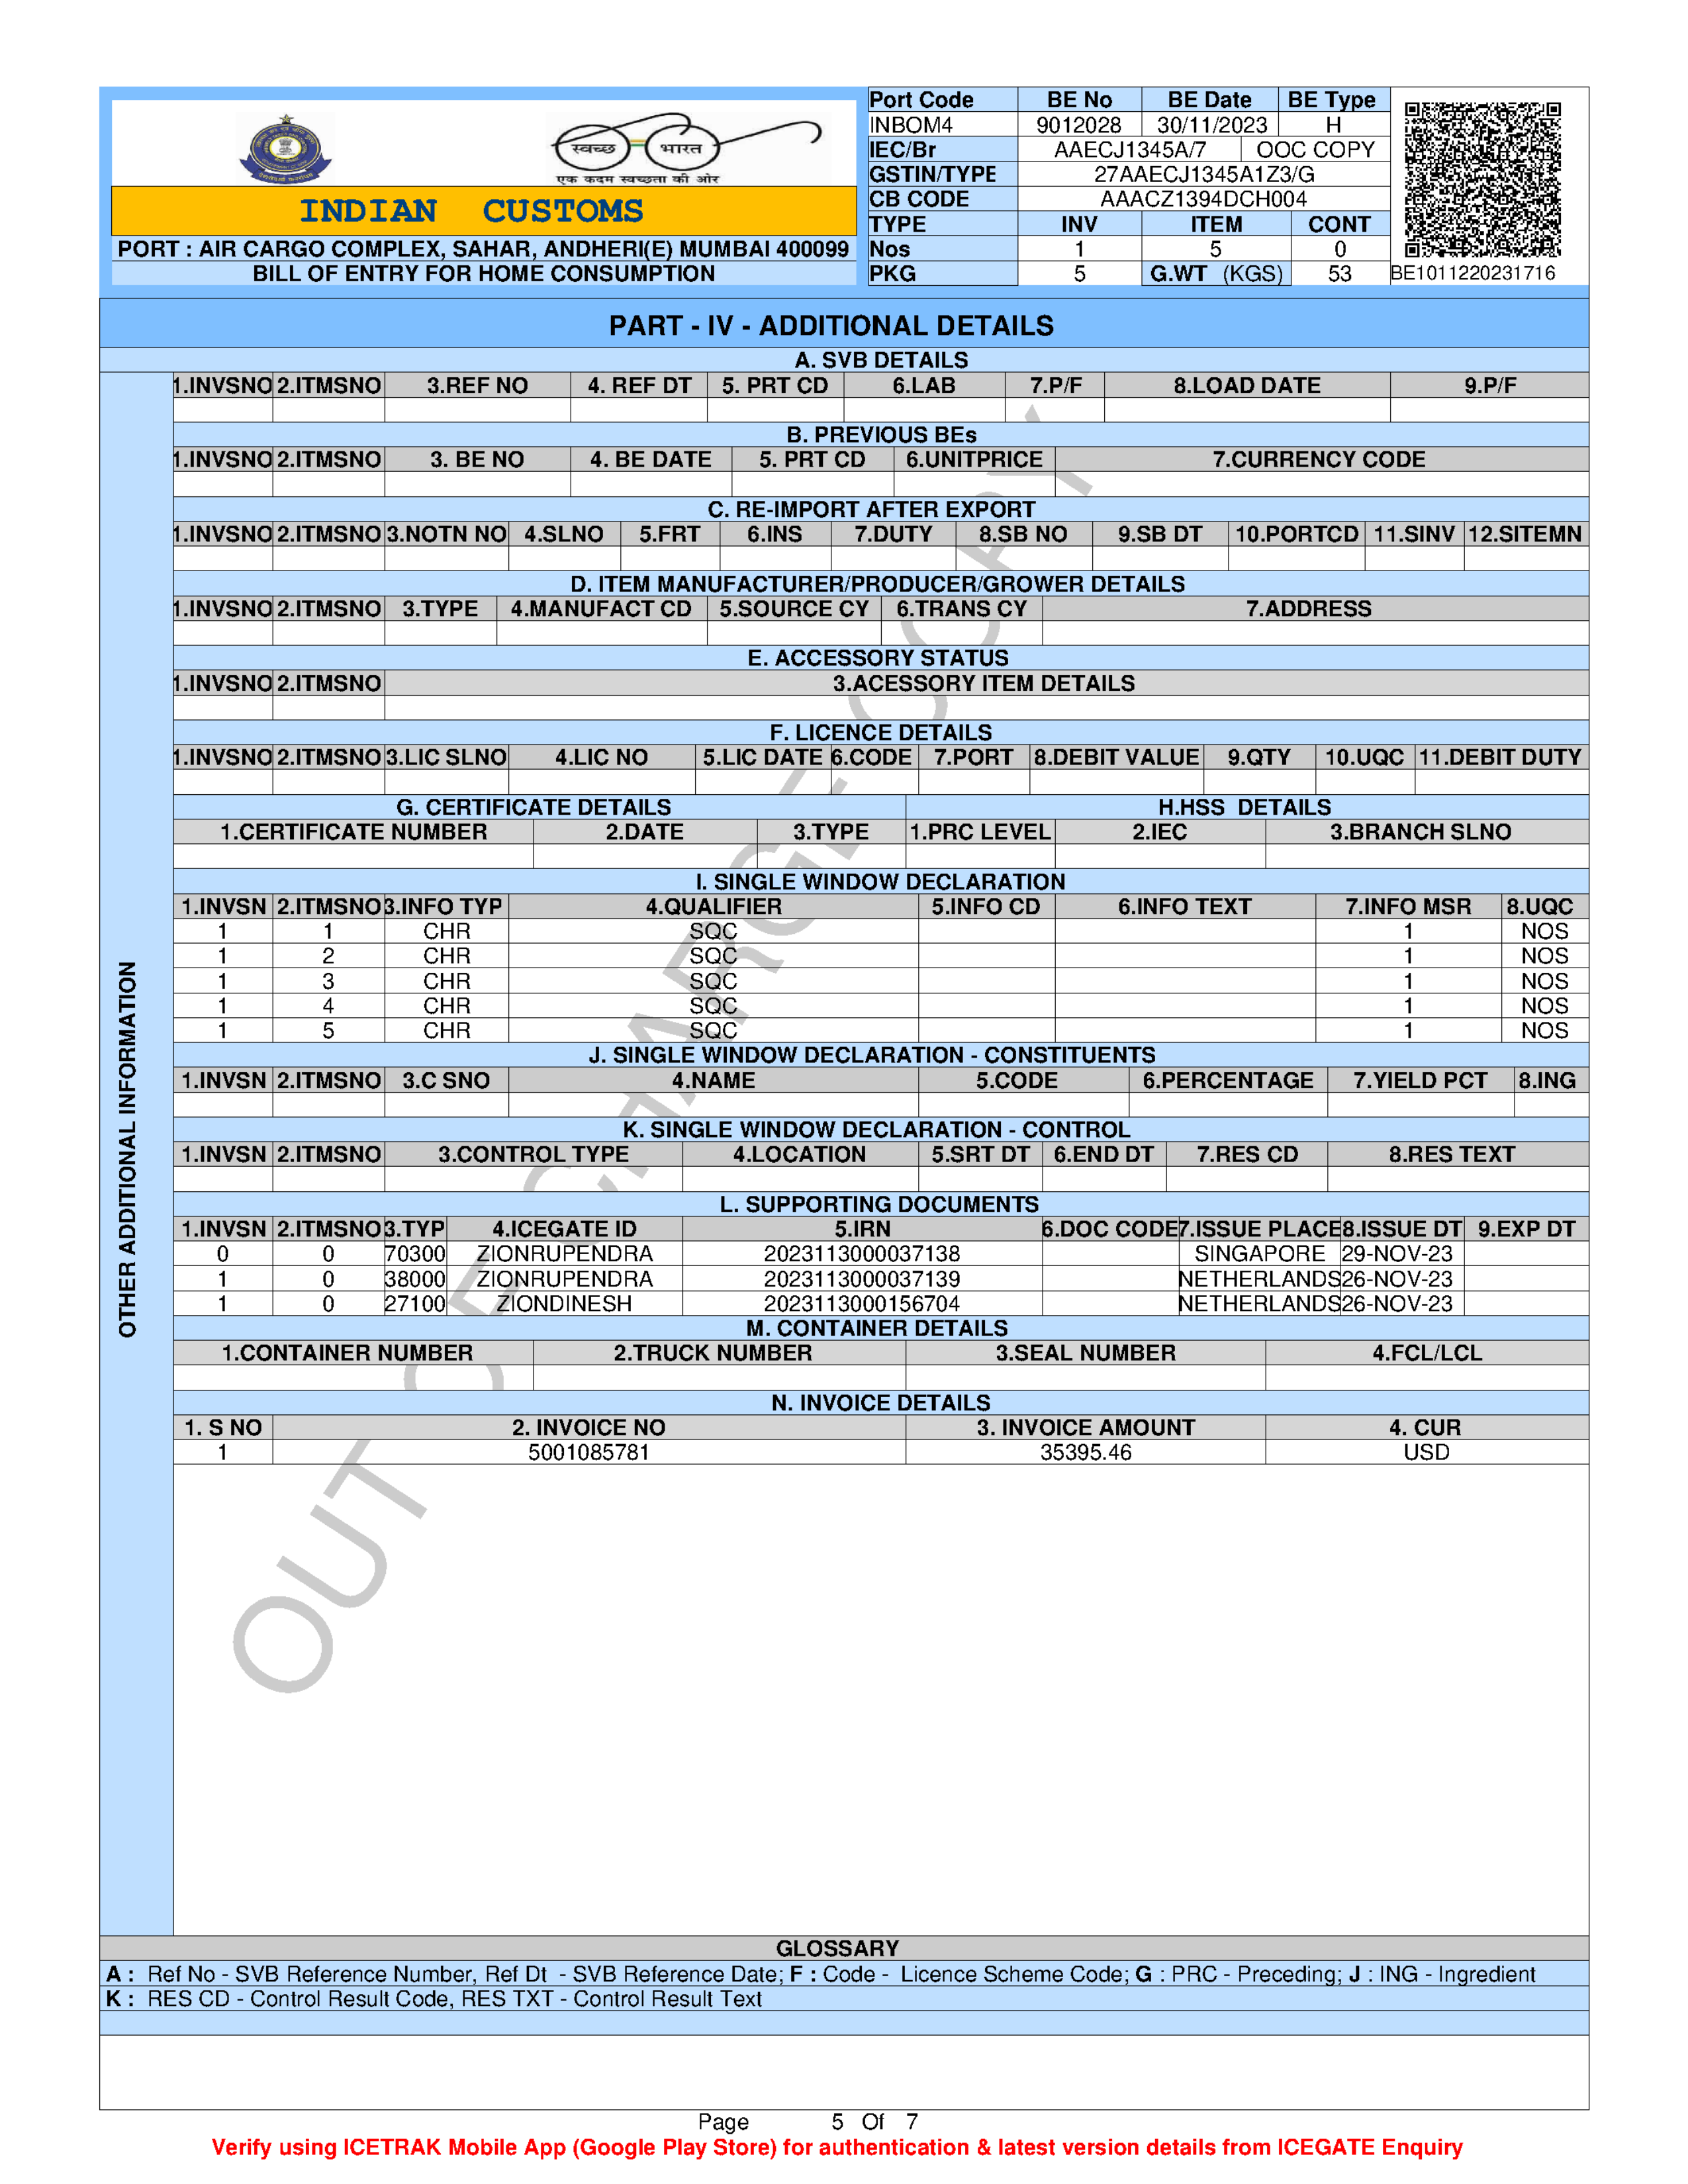 स्वच्छ भारत
एक कदम स्वच्छता की ओर
INDIAN CUSTOMS
PORT : AIR CARGO COMPLEX, SAHAR, ANDHERI(E) MUMBAI 400099
BILL OF ENTRY FOR HOME CONSUMPTION
Port Code BE No BE Date BE Type
INBOM4 9012028 30/11/2023 H
IEC/Br AAECJ1345A/7 OOC COPY
GSTIN/TYPE 27AAECJ1345A1Z3/G
CB CODE AAACZ1394DCH004
TYPE INV ITEM CONT
Nos 1 5 0
PKG 5 G.WT (KGS) 53
BE1011220231716
PART - IV - ADDITIONAL DETAILS
A. SVB DETAILS
1.INVSNO 2.ITMSNO 3.REF NO 4. REF DT 5. PRT CD 6.LAB 7.P/F 8.LOAD DATE 9.P/F
B. PREVIOUS BEs
1.INVSNO 2.ITMSNO 3. BE NO 4. BE DATE 5. PRT CD 6.UNITPRICE 7.CURRENCY CODE
C. RE-IMPORT AFTER EXPORT
1.INVSNO 2.ITMSNO 3.NOTN NO 4.SLNO 5.FRT 6.INS 7.DUTY 8.SB NO 9.SB DT 10.PORTCD 11.SINV 12.SITEMN
D. ITEM MANUFACTURER/PRODUCER/GROWER DETAILS
1.INVSNO 2.ITMSNO 3.TYPE 4.MANUFACT CD 5.SOURCE CY 6.TRANS CY 7.ADDRESS
E. ACCESSORY STATUS
1.INVSNO 2.ITMSNO 3.ACESSORY ITEM DETAILS
F. LICENCE DETAILS
1.INVSNO 2.ITMSNO 3.LIC SLNO 4.LIC NO 5.LIC DATE 6.CODE 7.PORT 8.DEBIT VALUE 9.QTY 10.UQC 11.DEBIT DUTY
G. CERTIFICATE DETAILS H.HSS DETAILS
1.CERTIFICATE NUMBER 2.DATE 3.TYPE 1.PRC LEVEL 2.IEC 3.BRANCH SLNO
I. SINGLE WINDOW DECLARATION
1.INVSN 2.ITMSNO 3.INFO TYP 4.QUALIFIER 5.INFO CD 6.INFO TEXT 7.INFO MSR 8.UQC
1 1 CHR SQC 1 NOS
1 2 CHR SQC 1 NOS
1 3 CHR SQC 1 NOS
1 4 CHR SQC 1 NOS
1 5 CHR SQC 1 NOS
J. SINGLE WINDOW DECLARATION - CONSTITUENTS
1.INVSN 2.ITMSNO 3.C SNO 4.NAME 5.CODE 6.PERCENTAGE 7.YIELD PCT 8.ING
K. SINGLE WINDOW DECLARATION - CONTROL
1.INVSN 2.ITMSNO 3.CONTROL TYPE 4.LOCATION 5.SRT DT 6.END DT 7.RES CD 8.RES TEXT
L. SUPPORTING DOCUMENTS
1.INVSN 2.ITMSNO 3.TYP 4.ICEGATE ID 5.IRN 6.DOC CODE 7.ISSUE PLACE 8.ISSUE DT 9.EXP DT
0 0 70300 ZIONRUPENDRA 2023113000037138 SINGAPORE 29-NOV-23
1 0 38000 ZIONRUPENDRA 2023113000037139 NETHERLANDS 26-NOV-23
1 0 27100 ZIONDINESH 2023113000156704 NETHERLANDS 26-NOV-23
M. CONTAINER DETAILS
1.CONTAINER NUMBER 2.TRUCK NUMBER 3.SEAL NUMBER 4.FCL/LCL
N. INVOICE DETAILS
1. S NO 2. INVOICE NO 3. INVOICE AMOUNT 4. CUR
1 5001085781 35395.46 USD
OTHER ADDITIONAL INFORMATION
OUT OF CHARGE COPY
GLOSSARY
A : Ref No - SVB Reference Number, Ref Dt - SVB Reference Date; F : Code - Licence Scheme Code; G : PRC - Preceding; J : ING - Ingredient
K : RES CD - Control Result Code, RES TXT - Control Result Text
Page 5 Of 7
Verify using ICETRAK Mobile App (Google Play Store) for authentication & latest version details from ICEGATE Enquiry